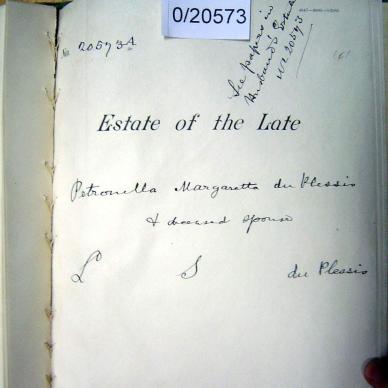 0/20573
No 20573A
See papers in
Husband's Estate
No 20573
Estate of the Late
Petronella Margaretta du Plessis
& deceased spouse
L S du Plessis